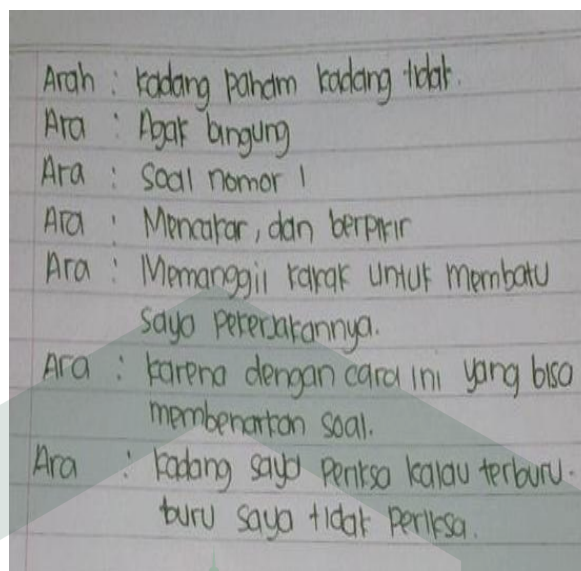 Arah : kadang paham kadang tidak.
Ara : Agak bingung
Ara : Soal nomor 1
Ara : Mencakar, dan berpikir
Ara : Memanggil kakak untuk membatu
saya pekerjakannya.
Ara : karena dengan cara ini yang bisa
membenarkan soal.
Ara : kadang saya periksa kalau terburu-
buru saya tidak periksa.